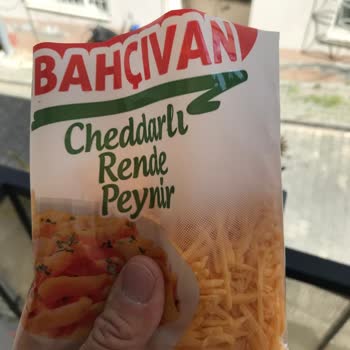 BAHÇIVAN
Cheddarlı
Rende
Peynir